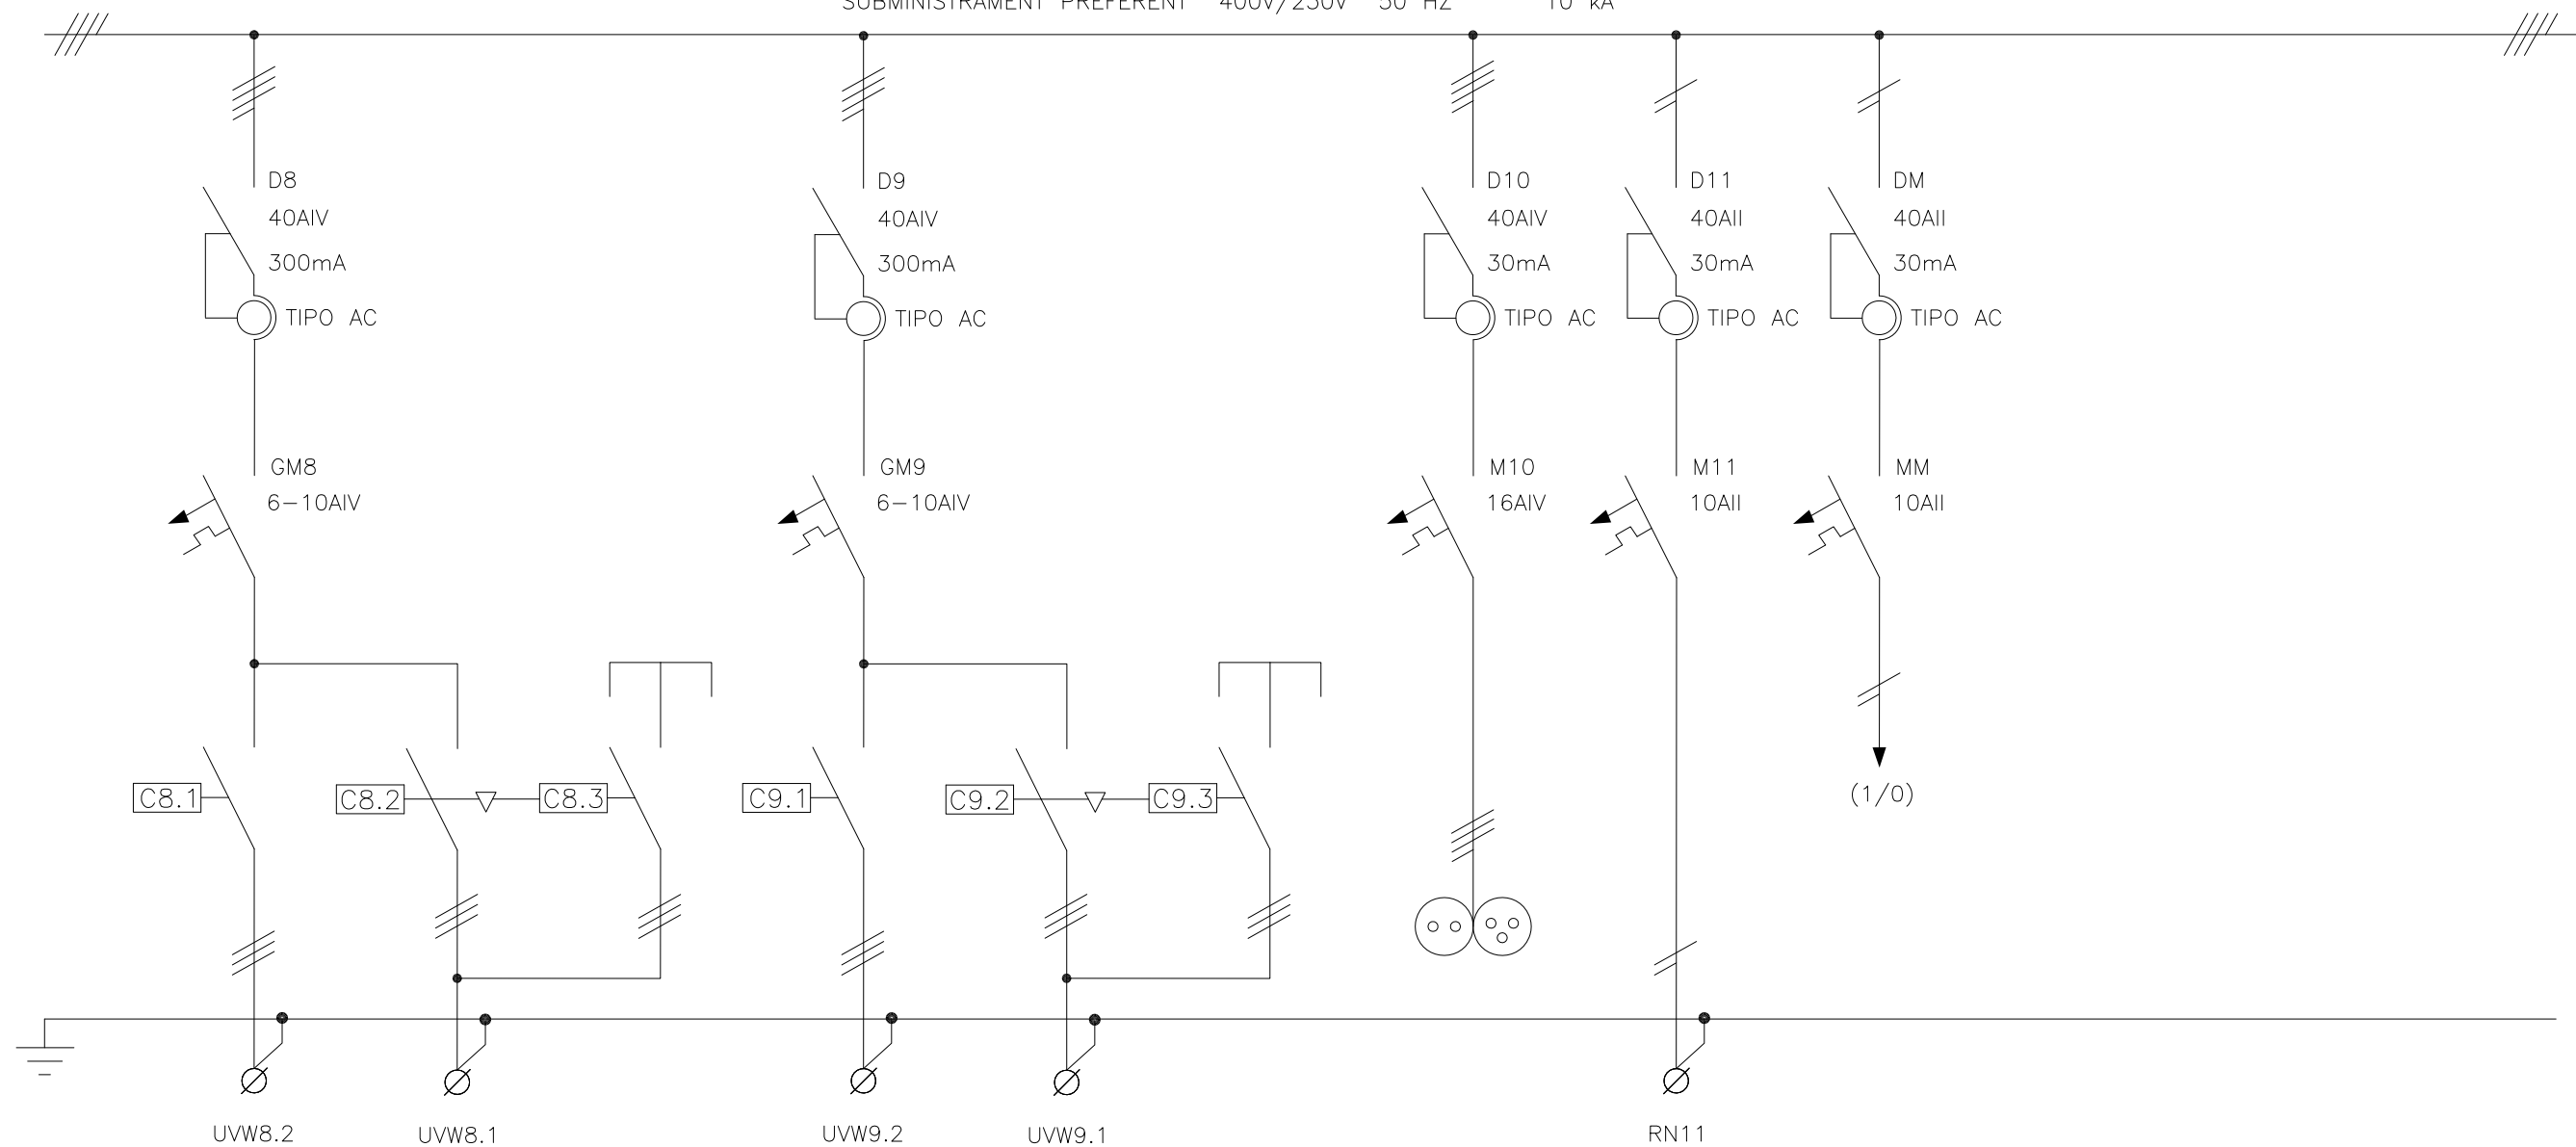 SUBMINISTRAMENT PREFERENT 400V/230V 50 HZ 10 kA
D8
40AIV
300mA
TIPO AC
D9
40AIV
300mA
TIPO AC
D10
40AIV
30mA
TIPO AC
D11
40AII
30mA
TIPO AC
DM
40AII
30mA
TIPO AC
GM8
6-10AIV
GM9
6-10AIV
M10
16AIV
M11
10AII
MM
10AII
C8.1
C8.2
C8.3
C9.1
C9.2
C9.3
(1/0)
UVW8.2
UVW8.1
UVW9.2
UVW9.1
RN11